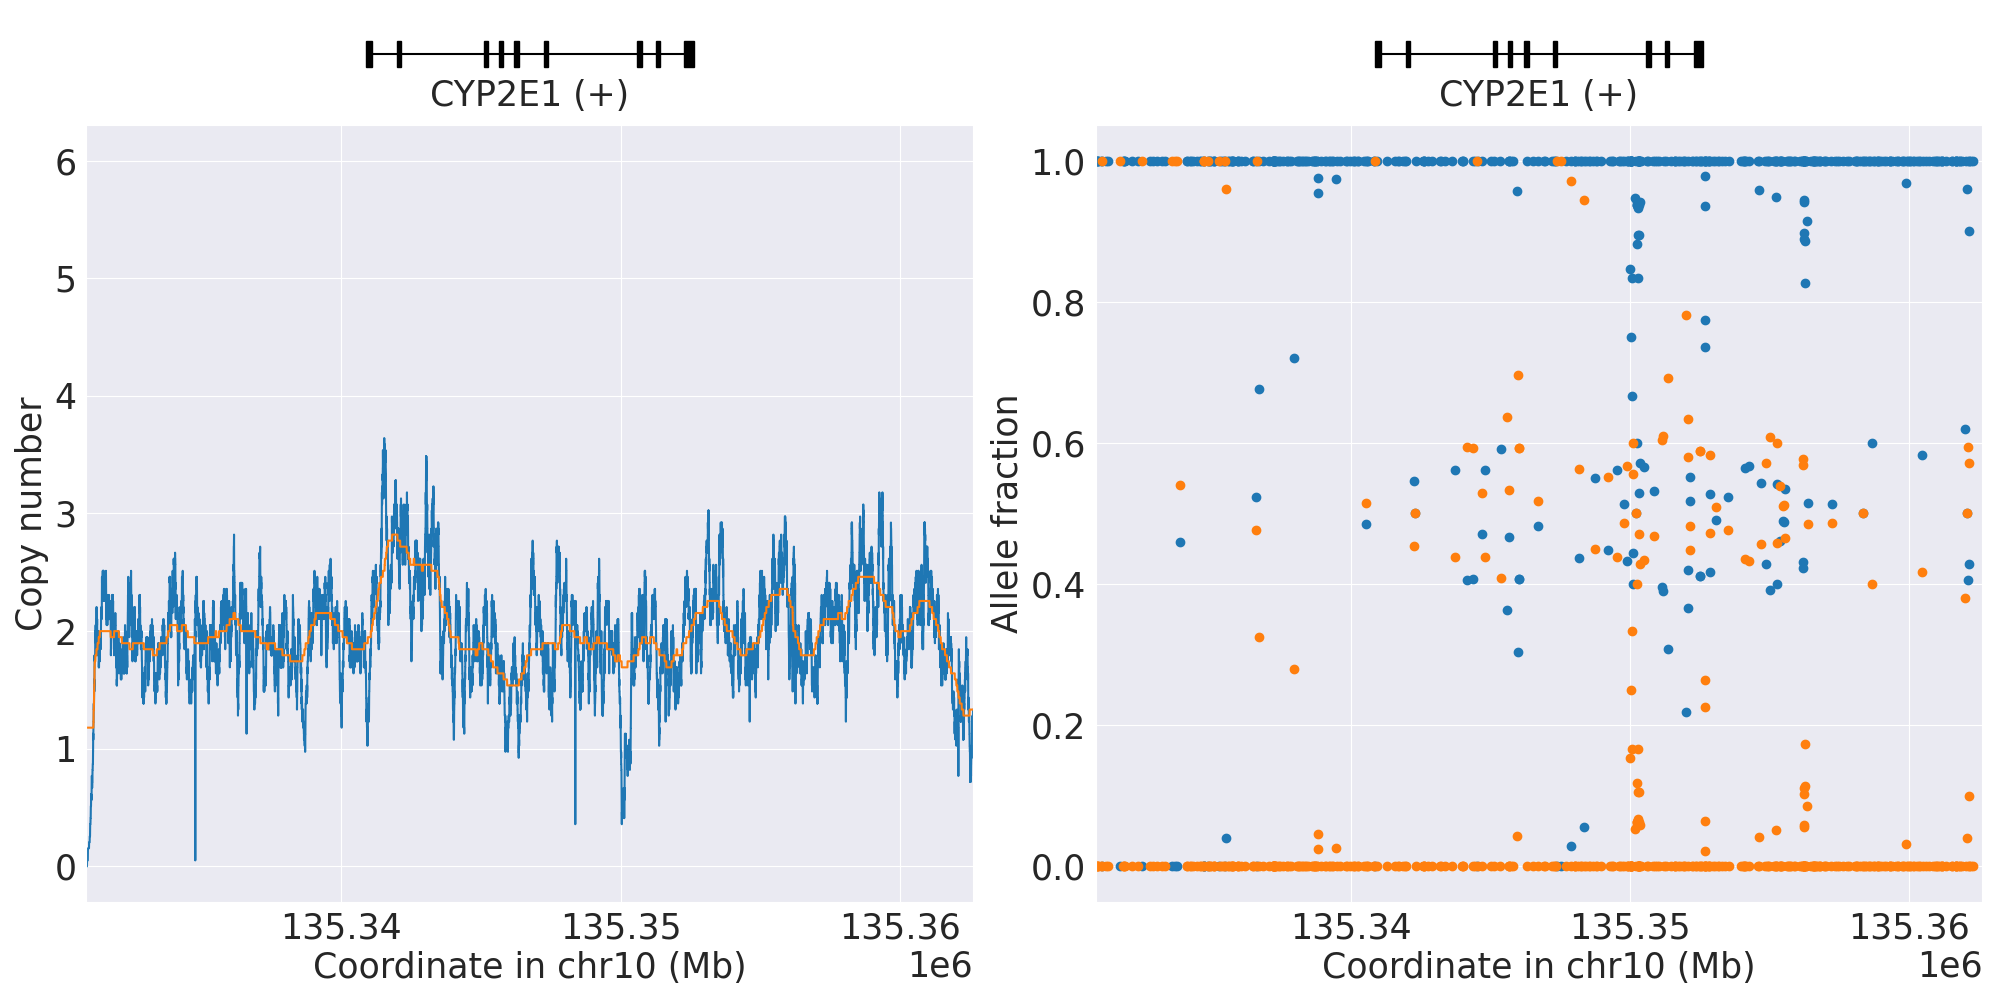 CYP2E1 (+)
6
5
4
3
2
1
0
Copy number
135.34 135.35 135.36
Coordinate in chr10 (Mb)
1e6
CYP2E1 (+)
1.0
0.8
0.6
0.4
0.2
0.0
Allele fraction
135.34 135.35 135.36
Coordinate in chr10 (Mb)
1e6